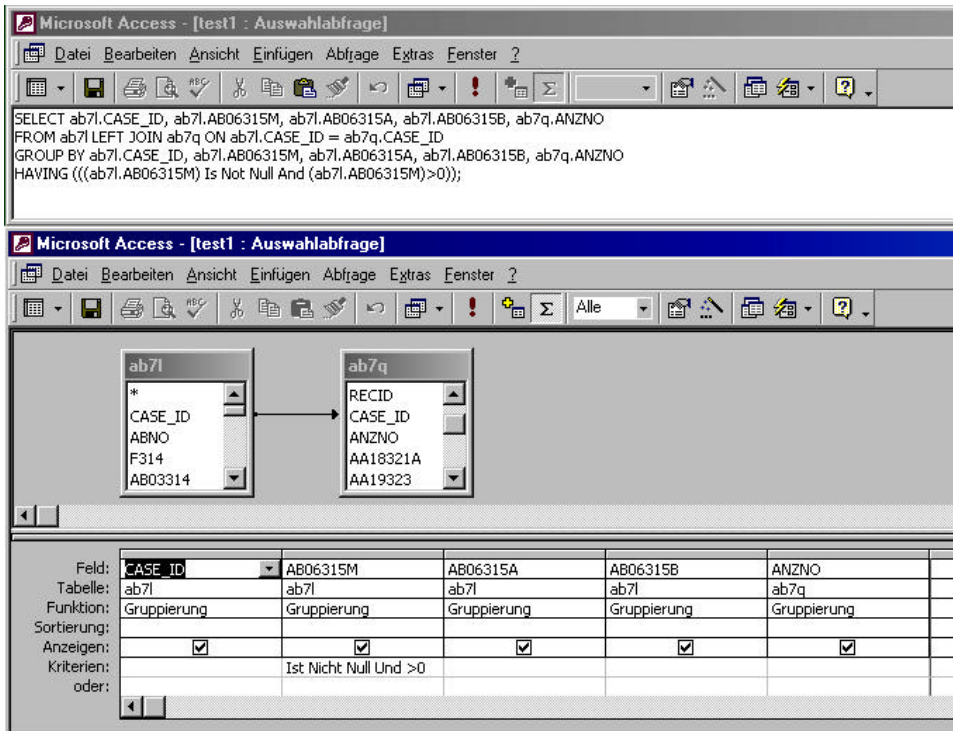 Microsoft Access - [test1 : Auswahlabfrage]
Datei Bearbeiten Ansicht Einfügen Abfrage Extras Fenster ?
SELECT ab7l.CASE_ID, ab7l.AB06315M, ab7l.AB06315A, ab7l.AB06315B, ab7q.ANZNO
FROM ab7l LEFT JOIN ab7q ON ab7l.CASE_ID = ab7q.CASE_ID
GROUP BY ab7l.CASE_ID, ab7l.AB06315M, ab7l.AB06315A, ab7l.AB06315B, ab7q.ANZNO
HAVING (((ab7l.AB06315M) Is Not Null And (ab7l.AB06315M)>0));
Microsoft Access - [test1 : Auswahlabfrage]
Datei Bearbeiten Ansicht Einfügen Abfrage Extras Fenster ?
Alle
ab7l
*
CASE_ID
ABNO
F314
AB03314
ab7q
RECID
CASE_ID
ANZNO
AA18321A
AA19323
Feld: CASE_ID AB06315M AB06315A AB06315B ANZNO
Tabelle: ab7l ab7l ab7l ab7l ab7q
Funktion: Gruppierung Gruppierung Gruppierung Gruppierung Gruppierung
Sortierung:
Anzeigen:
Kriterien: Ist Nicht Null Und >0
oder: